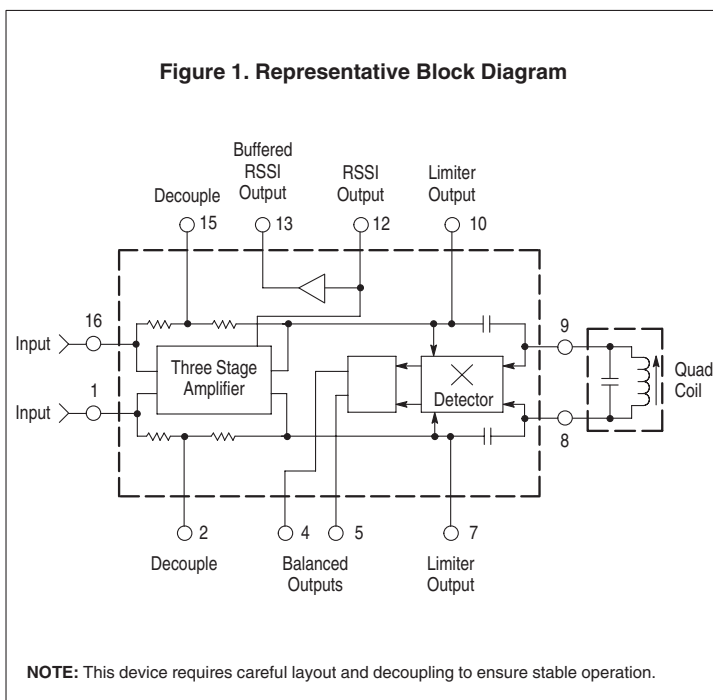 Figure 1. Representative Block Diagram
Buffered
RSSI
Output
RSSI
Output
Limiter
Output
Decouple
15
13
12
10
16
Input
1
Input
Three Stage
Amplifier
Detector
9
8
Quad
Coil
2
4
5
7
Decouple
Balanced
Outputs
Limiter
Output
NOTE: This device requires careful layout and decoupling to ensure stable operation.